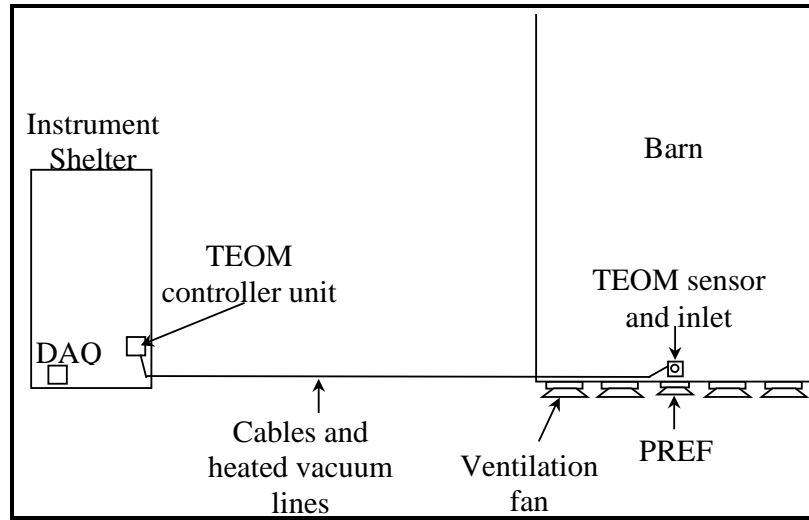 Instrument
Shelter
Barn
TEOM
controller unit
TEOM sensor
and inlet
DAQ
Cables and
heated vacuum
lines
Ventilation
fan
PREF